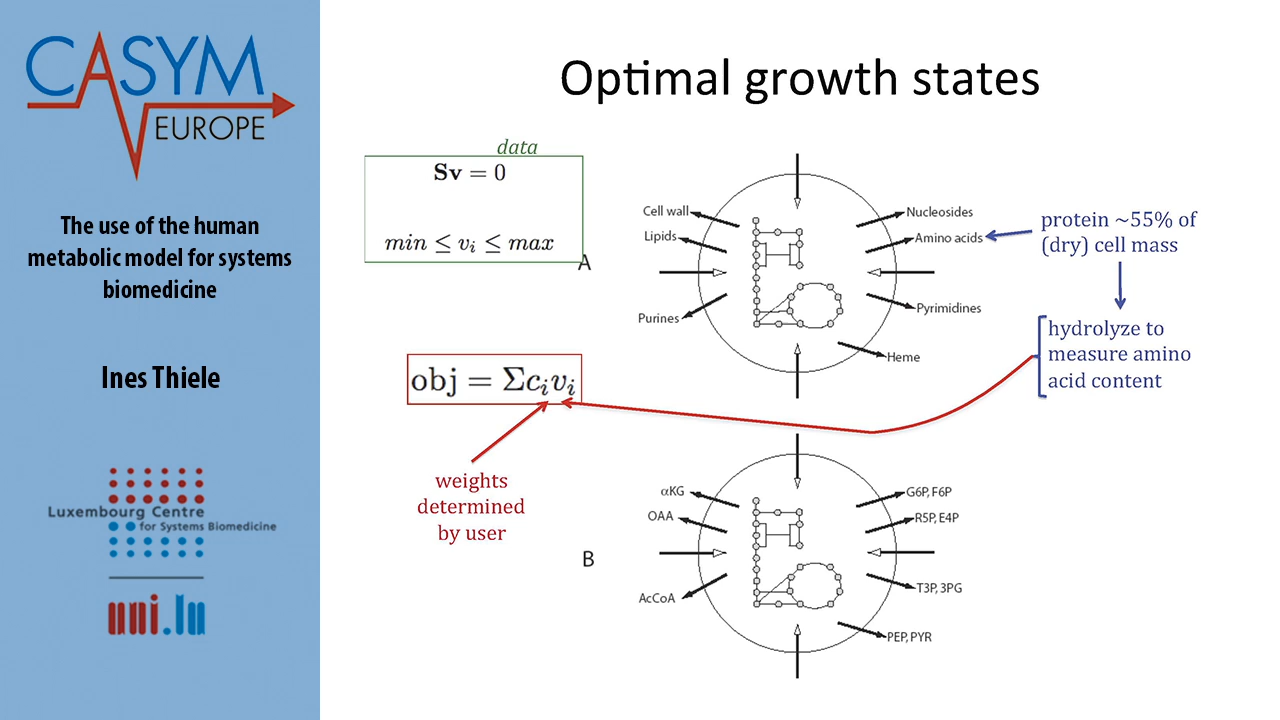 CASYM
EUROPE
The use of the human
metabolic model for systems
biomedicine
Ines Thiele
Luxembourg Centre
for Systems Biomedicine
uni.lu
Optimal growth states
data
Sv = 0
min ≤ v_i ≤ max
A
Cell wall
Lipids
Purines
Nucleosides
Amino acids
Pyrimidines
Heme
protein ~55% of
(dry) cell mass
hydrolyze to
measure amino
acid content
obj = Σc_iv_i
weights
determined
by user
B
αKG
OAA
AcCoA
G6P, F6P
R5P, E4P
T3P, 3PG
PEP, PYR